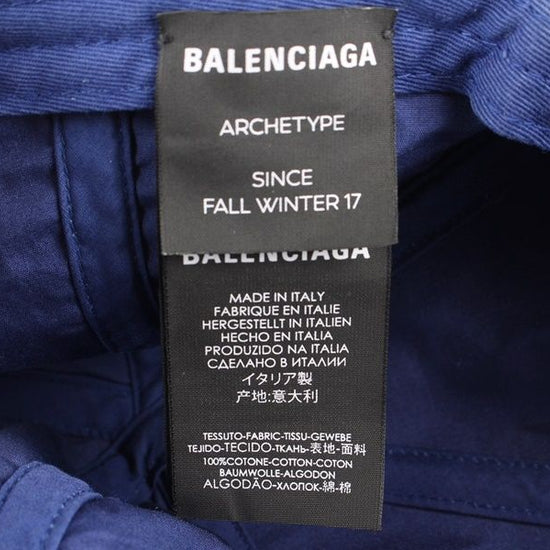 BALENCIAGA
ARCHETYPE
SINCE
FALL WINTER 17
BALENCIAGA
MADE IN ITALY
FABRIQUE EN ITALIE
HERGESTELLT IN ITALIEN
HECHO EN ITALIA
PRODUZIDO NA ITALIA
СДЕЛАНО В ИТАЛИИ
イタリア製
产地:意大利
TESSUTO-FABRIC-TISSU-GEWEBE
TEJIDO-TECIDO-ТКАНЬ-表地-面料
100%COTONE-COTTON-COTON
BAUMWOLLE-ALGODON
ALGODÃO-ХЛОПОК-綿-棉